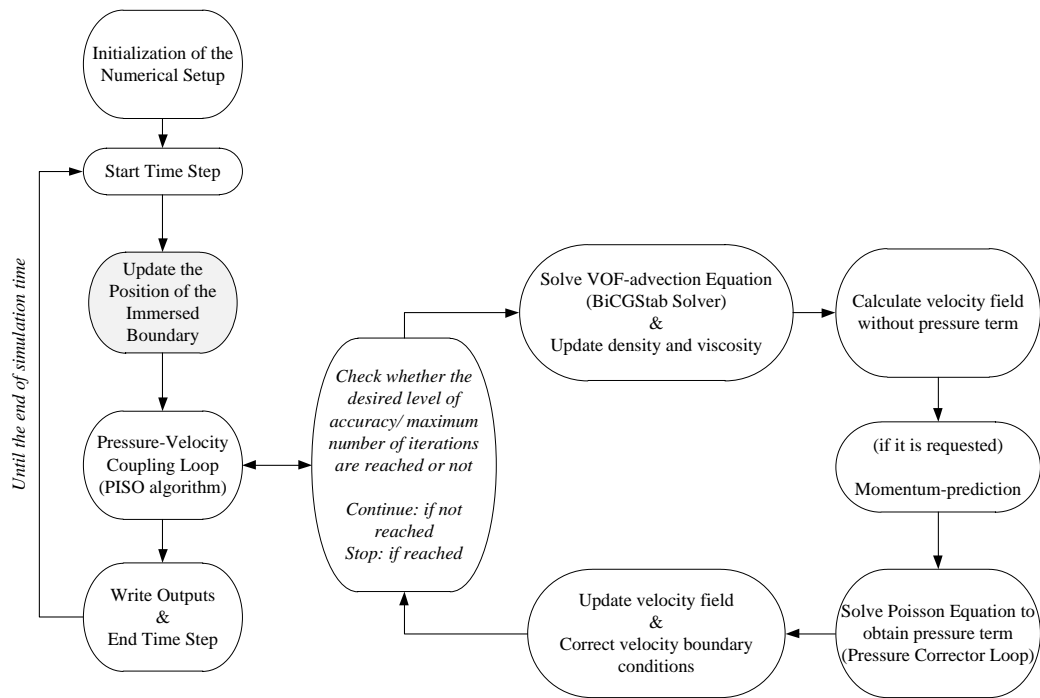 Initialization of the
Numerical Setup
Start Time Step
Update the
Position of the
Immersed
Boundary
Pressure-Velocity
Coupling Loop
(PISO algorithm)
Write Outputs
&
End Time Step
Until the end of simulation time
Check whether the
desired level of
accuracy/ maximum
number of iterations
are reached or not
Continue: if not
reached
Stop: if reached
Solve VOF-advection Equation
(BiCGStab Solver)
&
Update density and viscosity
Calculate velocity field
without pressure term
(if it is requested)
Momentum-prediction
Solve Poisson Equation to
obtain pressure term
(Pressure Corrector Loop)
Update velocity field
&
Correct velocity boundary
conditions